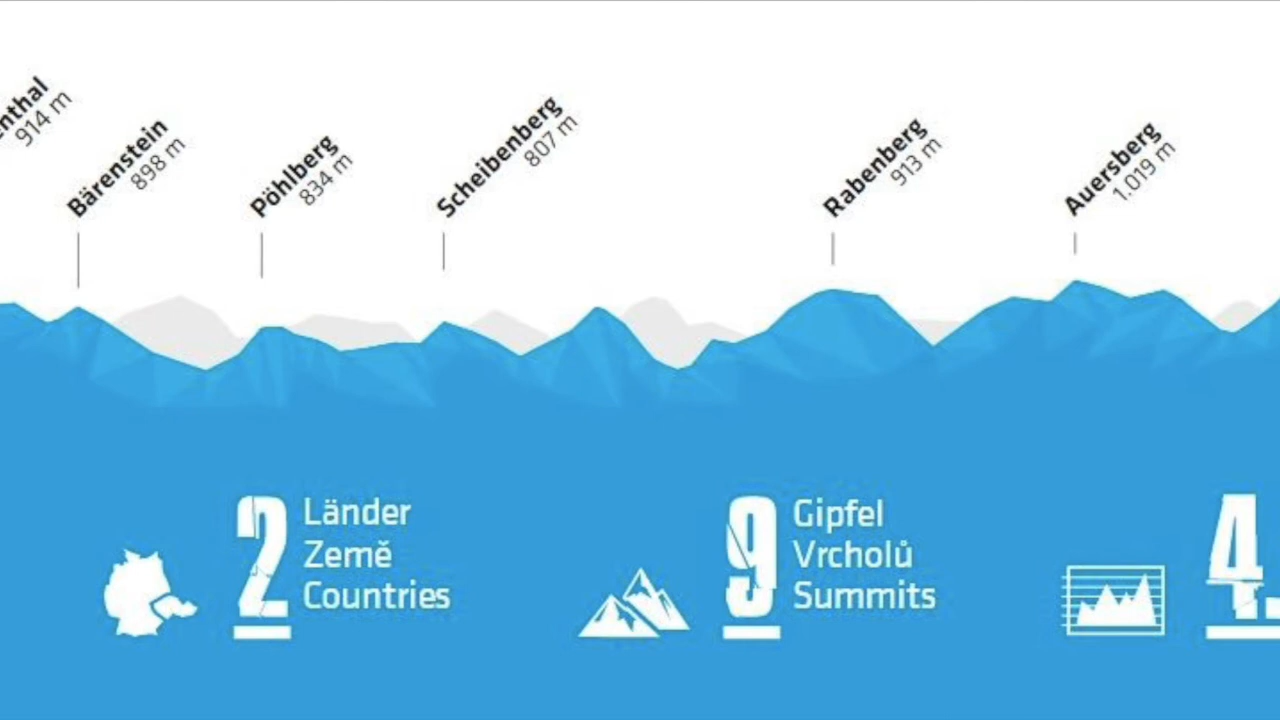 914 m
Bärenstein
898 m
Pöhlberg
834 m
Scheibenberg
807 m
Rabenberg
913 m
Auersberg
1.019 m
2
Länder
Země
Countries
9
Gipfel
Vrcholů
Summits
4.